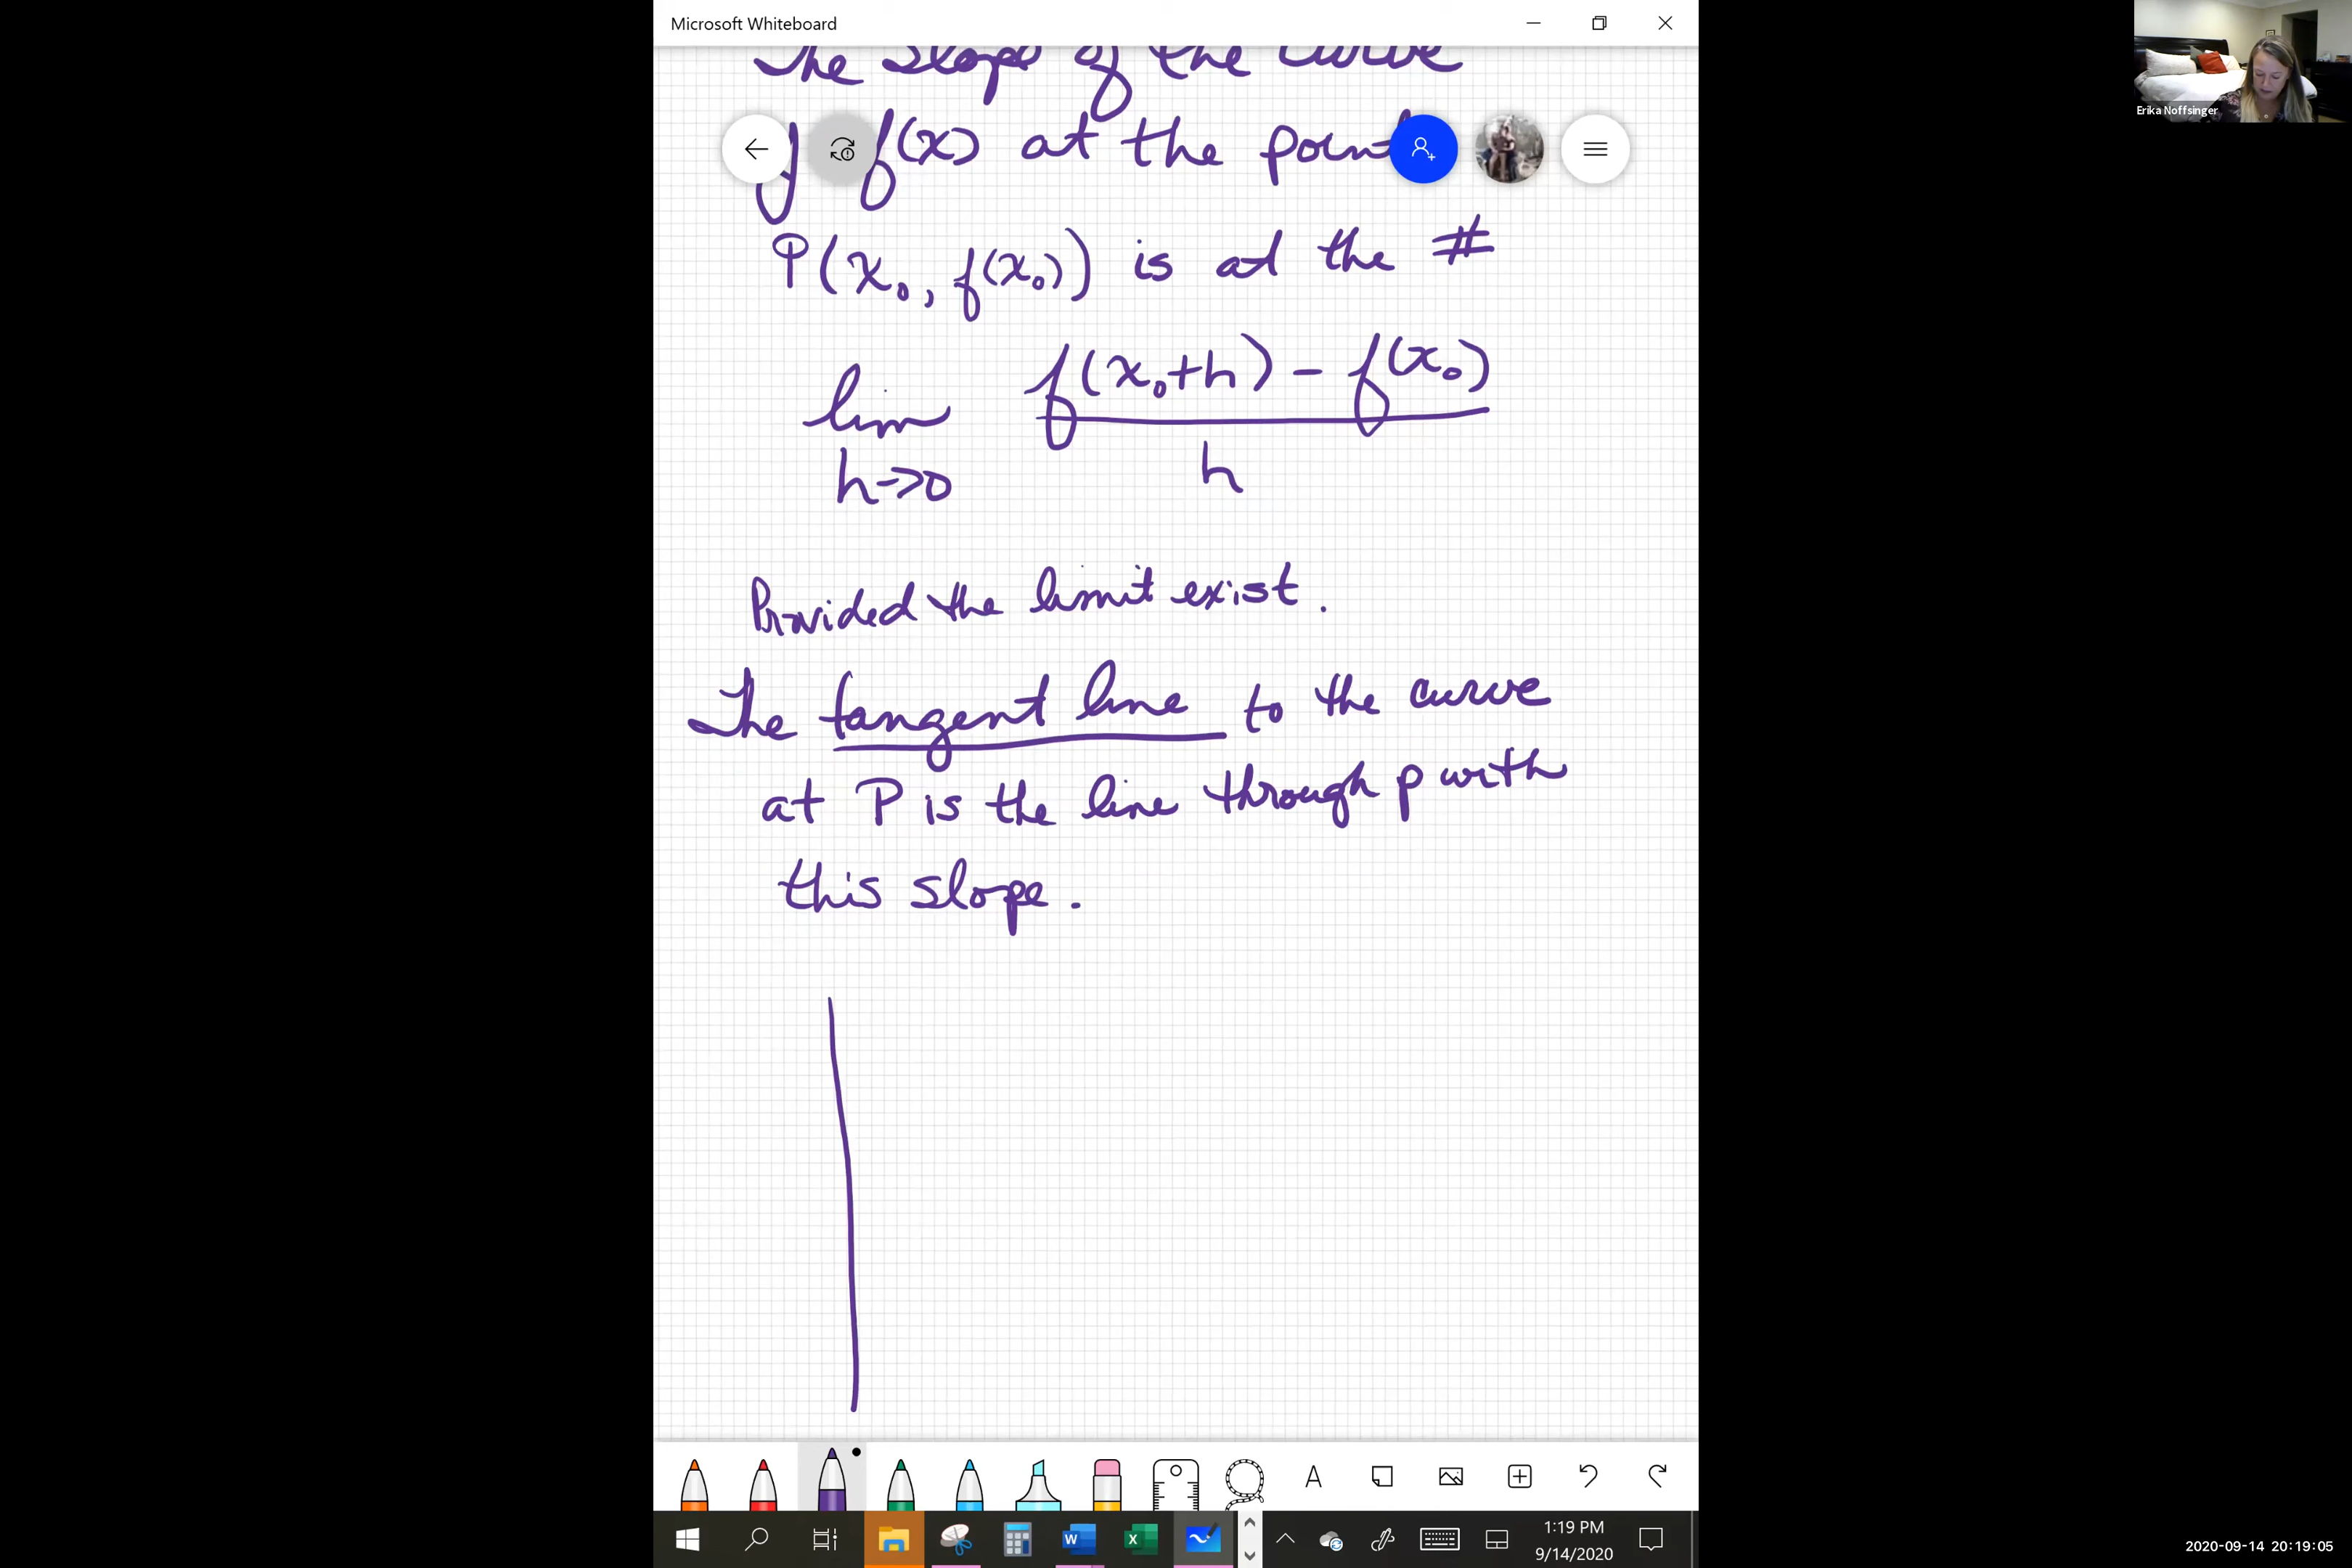 Microsoft Whiteboard
The slope of the curve
y f(x) at the point
P(x₀, f(x₀)) is at the #
lim f(x₀+h) - f(x₀)
h→0 h
Provided the limit exist.
The tangent line to the curve
at P is the line through p with
this slope.
Erika Noffsinger
A
W
X
1:19 PM
9/14/2020
2020-09-14 20:19:05